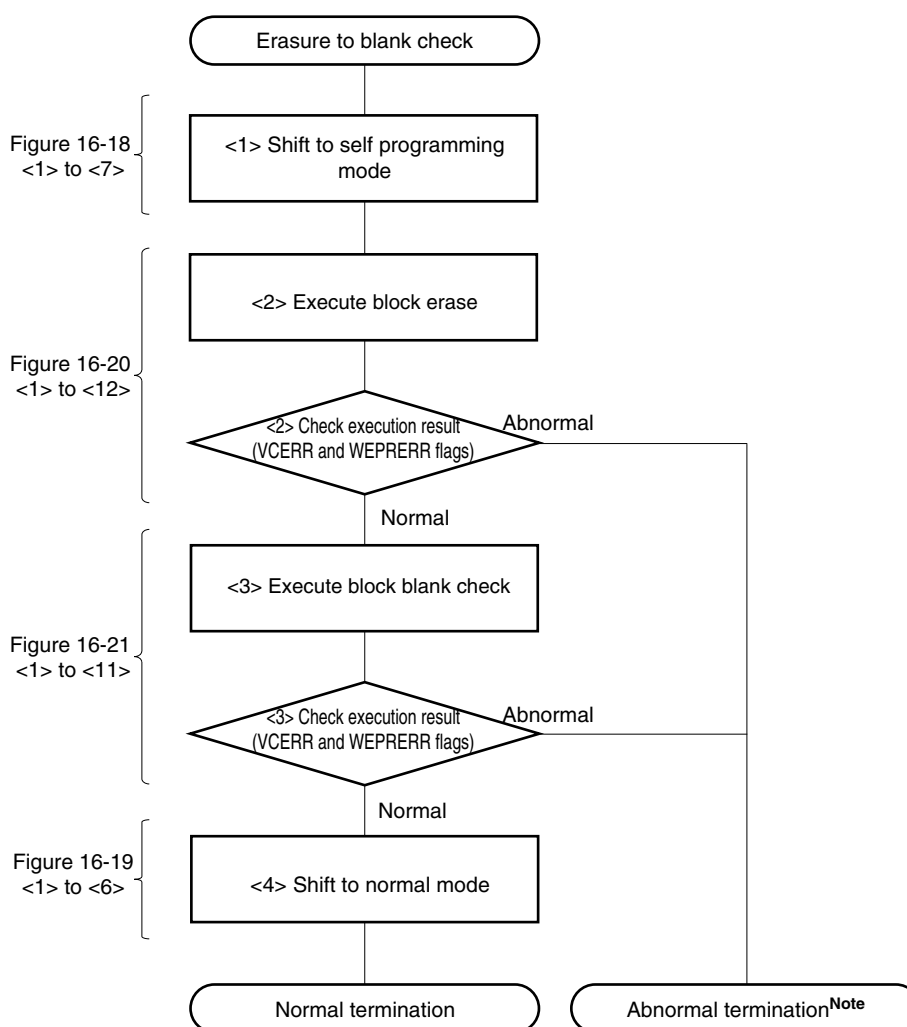 Erasure to blank check
Figure 16-18
<1> to <7>
<1> Shift to self programming
mode
<2> Execute block erase
Figure 16-20
<1> to <12>
<2> Check execution result
(VCERR and WEPRERR flags)
Abnormal
Normal
<3> Execute block blank check
Figure 16-21
<1> to <11>
<3> Check execution result
(VCERR and WEPRERR flags)
Abnormal
Normal
Figure 16-19
<1> to <6>
<4> Shift to normal mode
Normal termination
Abnormal terminationNote